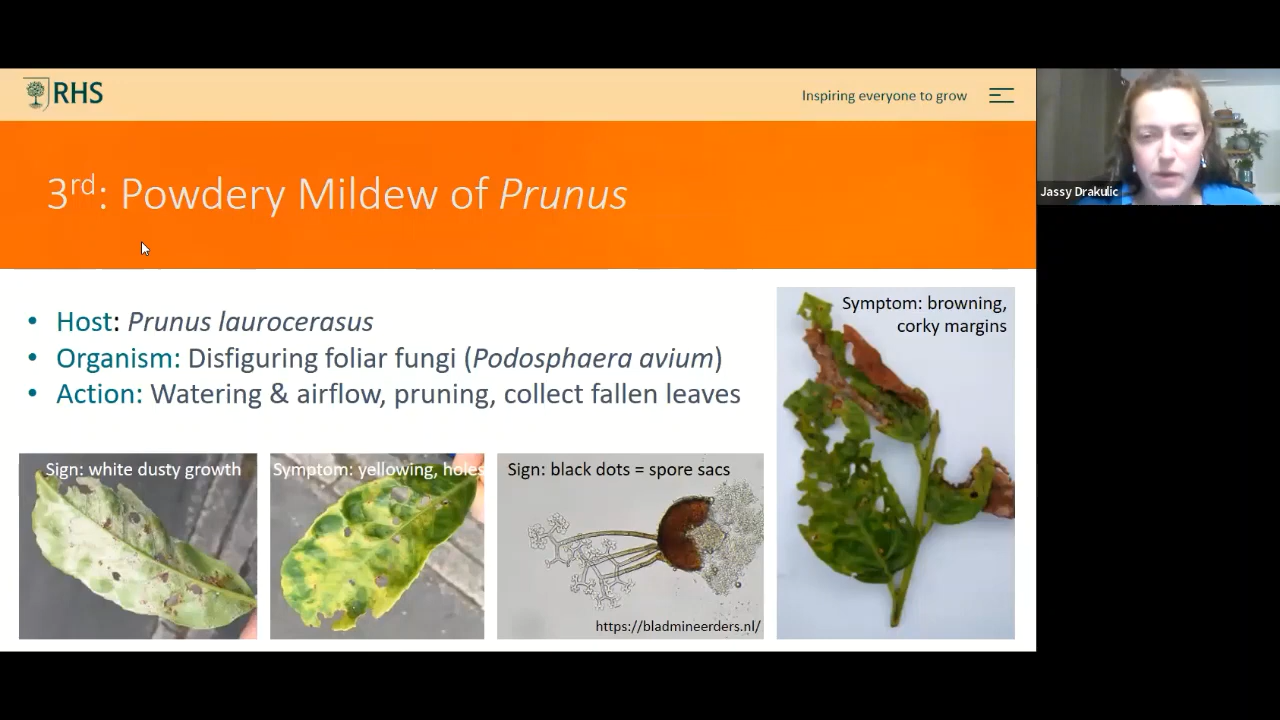 RHS
Inspiring everyone to grow
Jassy Drakulic
3rd: Powdery Mildew of Prunus
• Host: Prunus laurocerasus
• Organism: Disfiguring foliar fungi (Podosphaera avium)
• Action: Watering & airflow, pruning, collect fallen leaves
Symptom: browning,
corky margins
Sign: white dusty growth
Symptom: yellowing, holes
Sign: black dots = spore sacs
https://bladmineerders.nl/